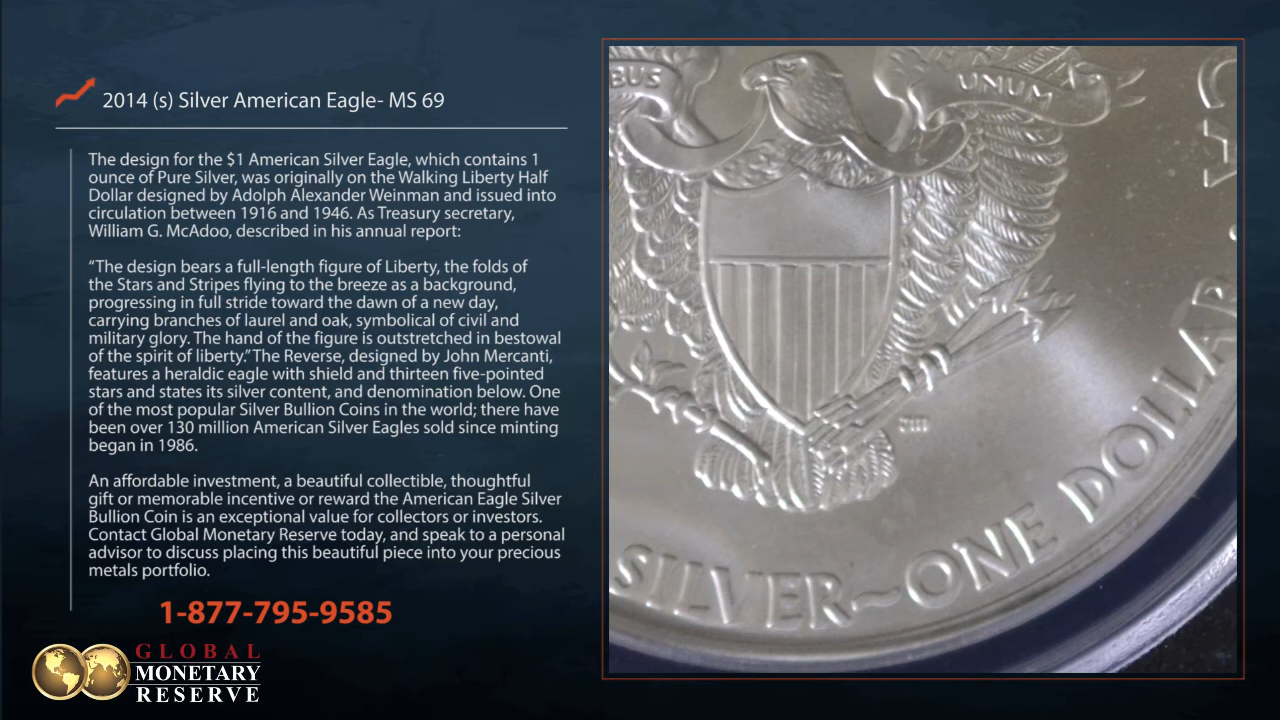 2014 (s) Silver American Eagle- MS 69
The design for the $1 American Silver Eagle, which contains 1
ounce of Pure Silver, was originally on the Walking Liberty Half
Dollar designed by Adolph Alexander Weinman and issued into
circulation between 1916 and 1946. As Treasury secretary,
William G. McAdoo, described in his annual report:
“The design bears a full-length figure of Liberty, the folds of
the Stars and Stripes flying to the breeze as a background,
progressing in full stride toward the dawn of a new day,
carrying branches of laurel and oak, symbolical of civil and
military glory. The hand of the figure is outstretched in bestowal
of the spirit of liberty.” The Reverse, designed by John Mercanti,
features a heraldic eagle with shield and thirteen five-pointed
stars and states its silver content, and denomination below. One
of the most popular Silver Bullion Coins in the world; there have
been over 130 million American Silver Eagles sold since minting
began in 1986.
An affordable investment, a beautiful collectible, thoughtful
gift or memorable incentive or reward the American Eagle Silver
Bullion Coin is an exceptional value for collectors or investors.
Contact Global Monetary Reserve today, and speak to a personal
advisor to discuss placing this beautiful piece into your precious
metals portfolio.
1-877-795-9585
GLOBAL
MONETARY
RESERVE
BUS
UMUM
JM
SILVER~ONE DOLLAR